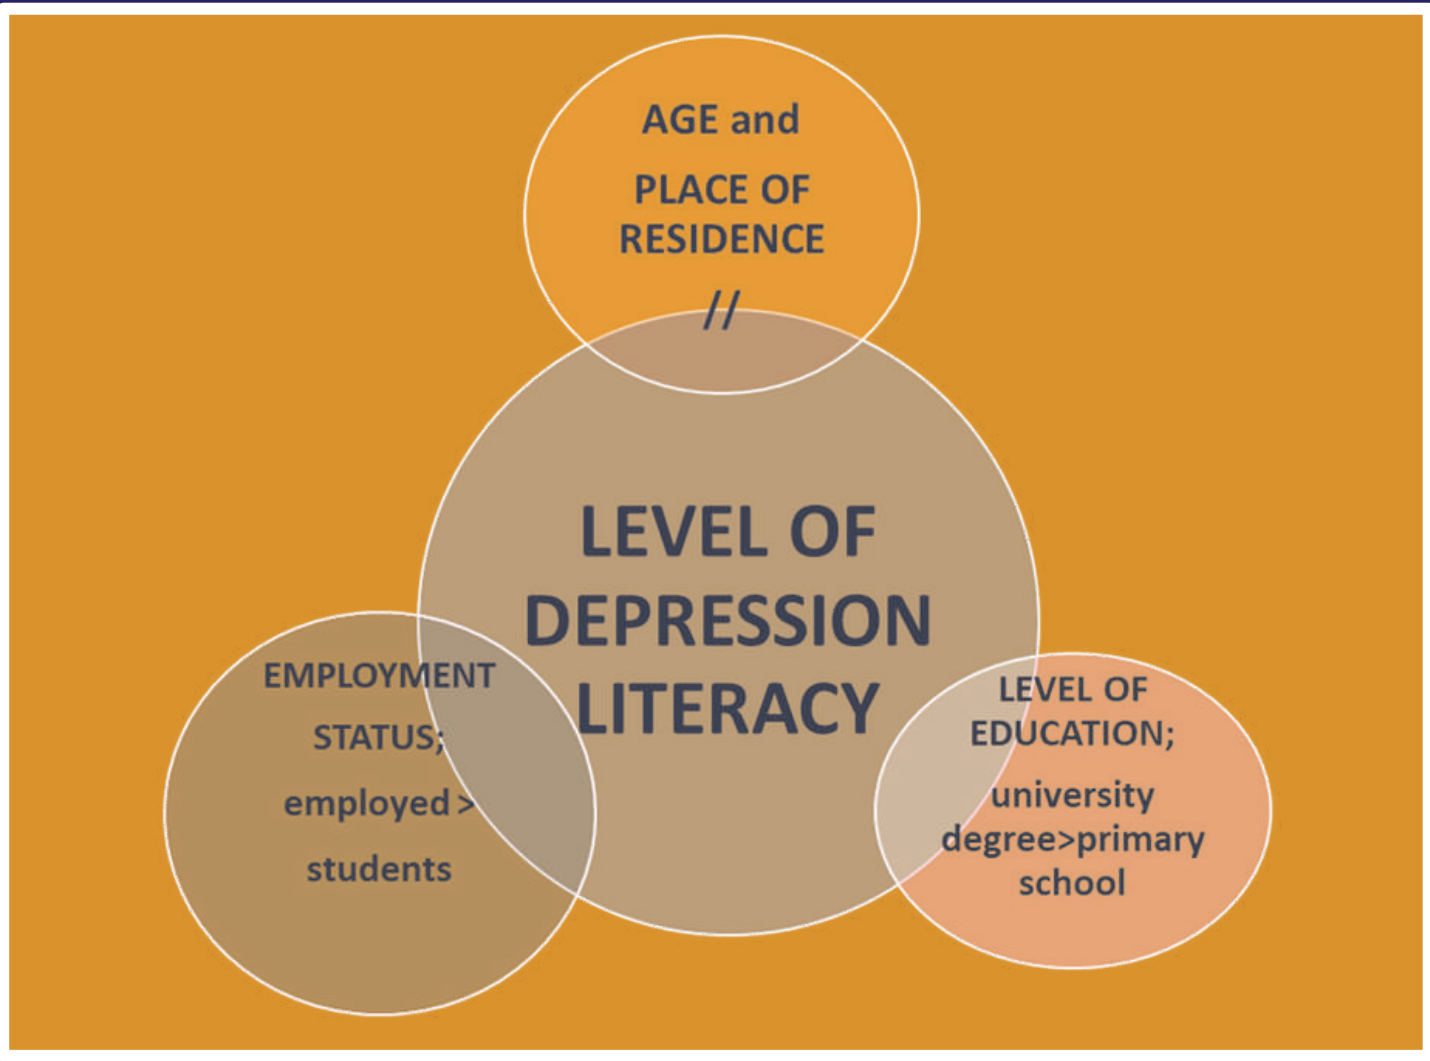 AGE and
PLACE OF
RESIDENCE
//
LEVEL OF
DEPRESSION
LITERACY
EMPLOYMENT
STATUS;
employed >
students
LEVEL OF
EDUCATION;
university
degree>primary
school